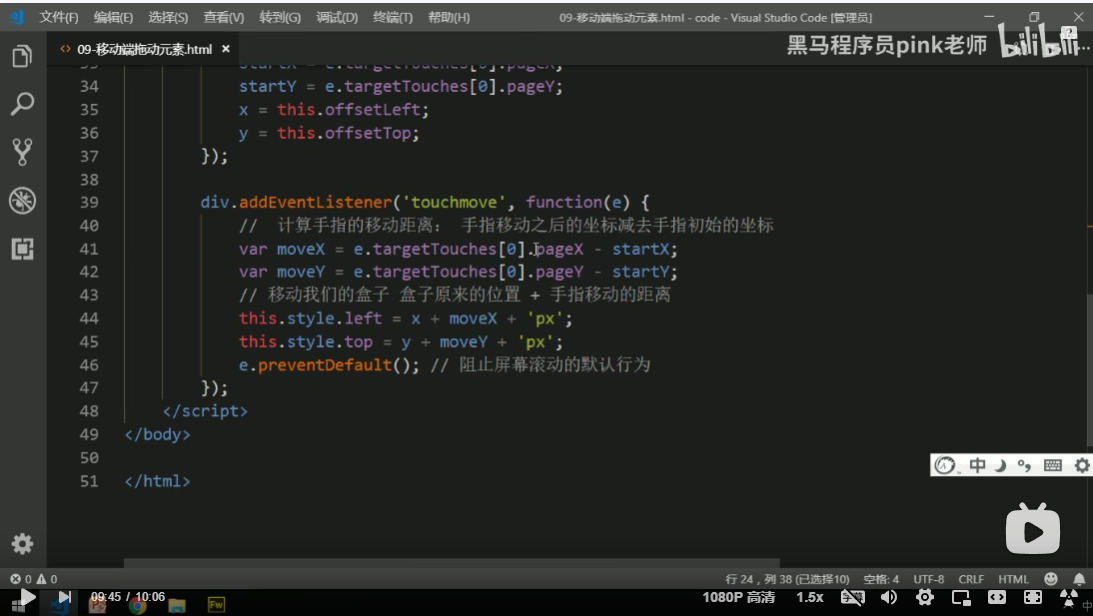 文件(F) 编辑(E) 选择(S) 查看(V) 转到(G) 调试(D) 终端(T) 帮助(H) 09-移动端拖动元素.html - code - Visual Studio Code [管理员]
<> 09-移动端拖动元素.html ×
黑马程序员pink老师 bilibili
33 startX = e.targetTouches[0].pageX;
34 startY = e.targetTouches[0].pageY;
35 x = this.offsetLeft;
36 y = this.offsetTop;
37 });
38
39 div.addEventListener('touchmove', function(e) {
40 // 计算手指的移动距离： 手指移动之后的坐标减去手指初始的坐标
41 var moveX = e.targetTouches[0].pageX - startX;
42 var moveY = e.targetTouches[0].pageY - startY;
43 // 移动我们的盒子 盒子原来的位置 + 手指移动的距离
44 this.style.left = x + moveX + 'px';
45 this.style.top = y + moveY + 'px';
46 e.preventDefault(); // 阻止屏幕滚动的默认行为
47 });
48 </script>
49 </body>
50
51 </html>
中
0 0 行 24，列 38 (已选择10) 空格: 4 UTF-8 CRLF HTML
09:45 / 10:06 Fw 1080P 高清 1.5x